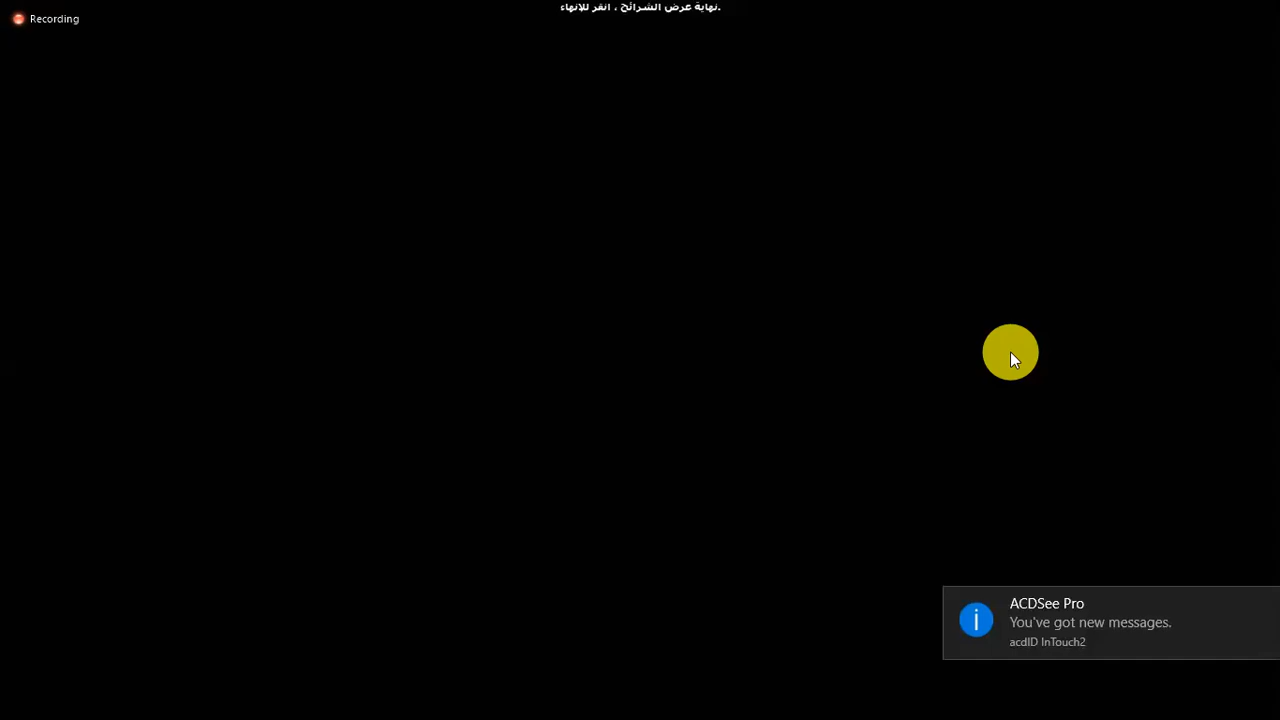 Recording
نهاية عرض الشرائح ، انقر للإنهاء.
ACDSee Pro
You've got new messages.
acdID InTouch2